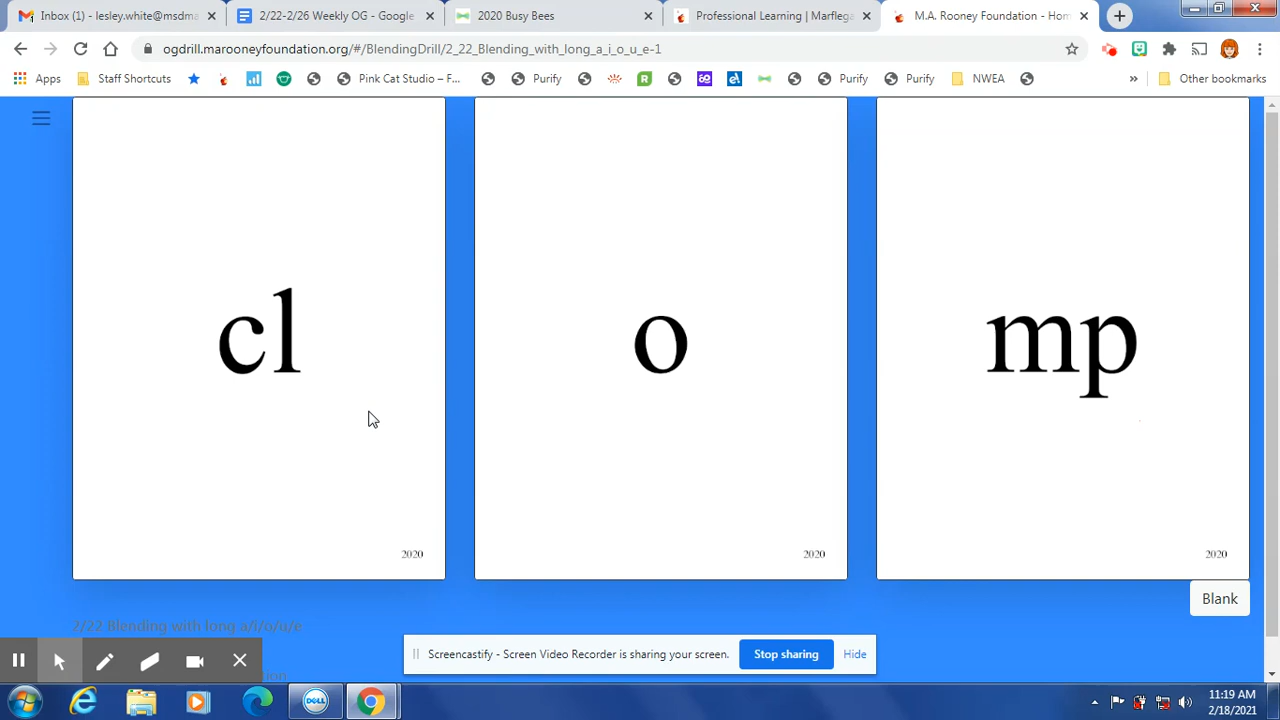 Inbox (1) - lesley.white@msdma
2/22-2/26 Weekly OG - Google
2020 Busy Bees
Professional Learning | Marflega
M.A. Rooney Foundation - Hom
ogdrill.marooneyfoundation.org/#/BlendingDrill/2_22_Blending_with_long_a_i_o_u_e-1
Apps
Staff Shortcuts
Pink Cat Studio – F...
Purify
Purify
Purify
NWEA
»
Other bookmarks
cl
o
mp
2020
2020
2020
Blank
2/22 Blending with long a/i/o/u/e
Screencastify - Screen Video Recorder is sharing your screen.
Stop sharing
Hide
DELL
11:19 AM
2/18/2021